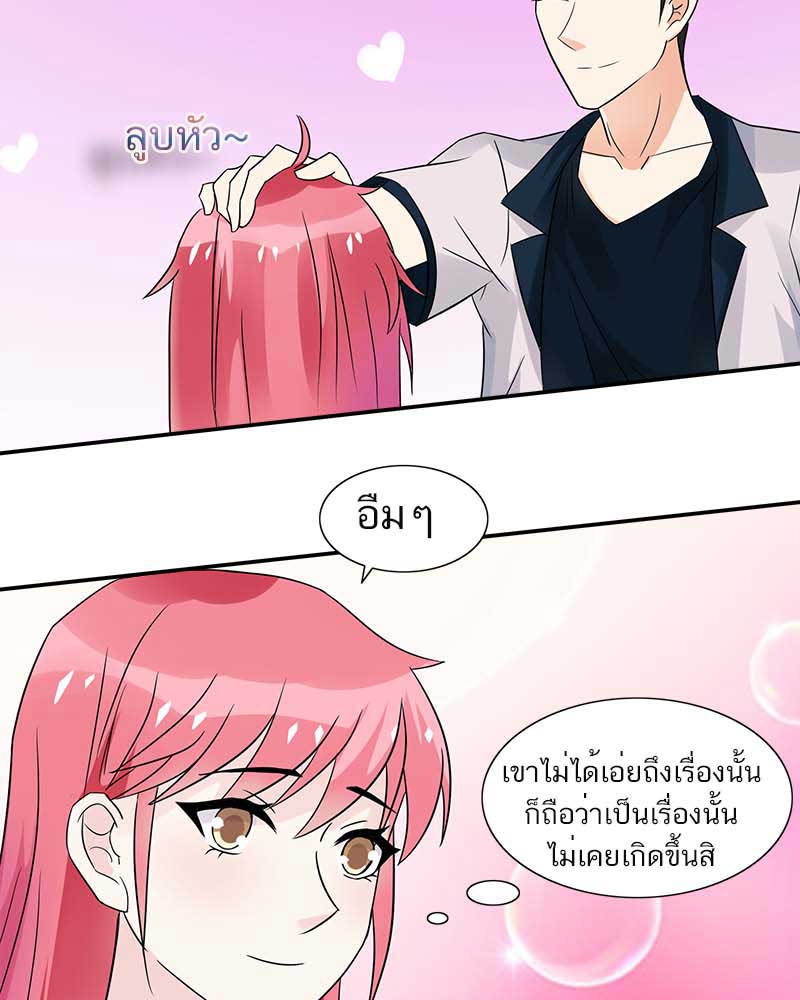 ลูบหัว~
อืมๆ
เขาไม่ได้เอ่ยถึงเรื่องนั้น
ก็ถือว่าเป็นเรื่องนั้น
ไม่เคยเกิดขึ้นสิ